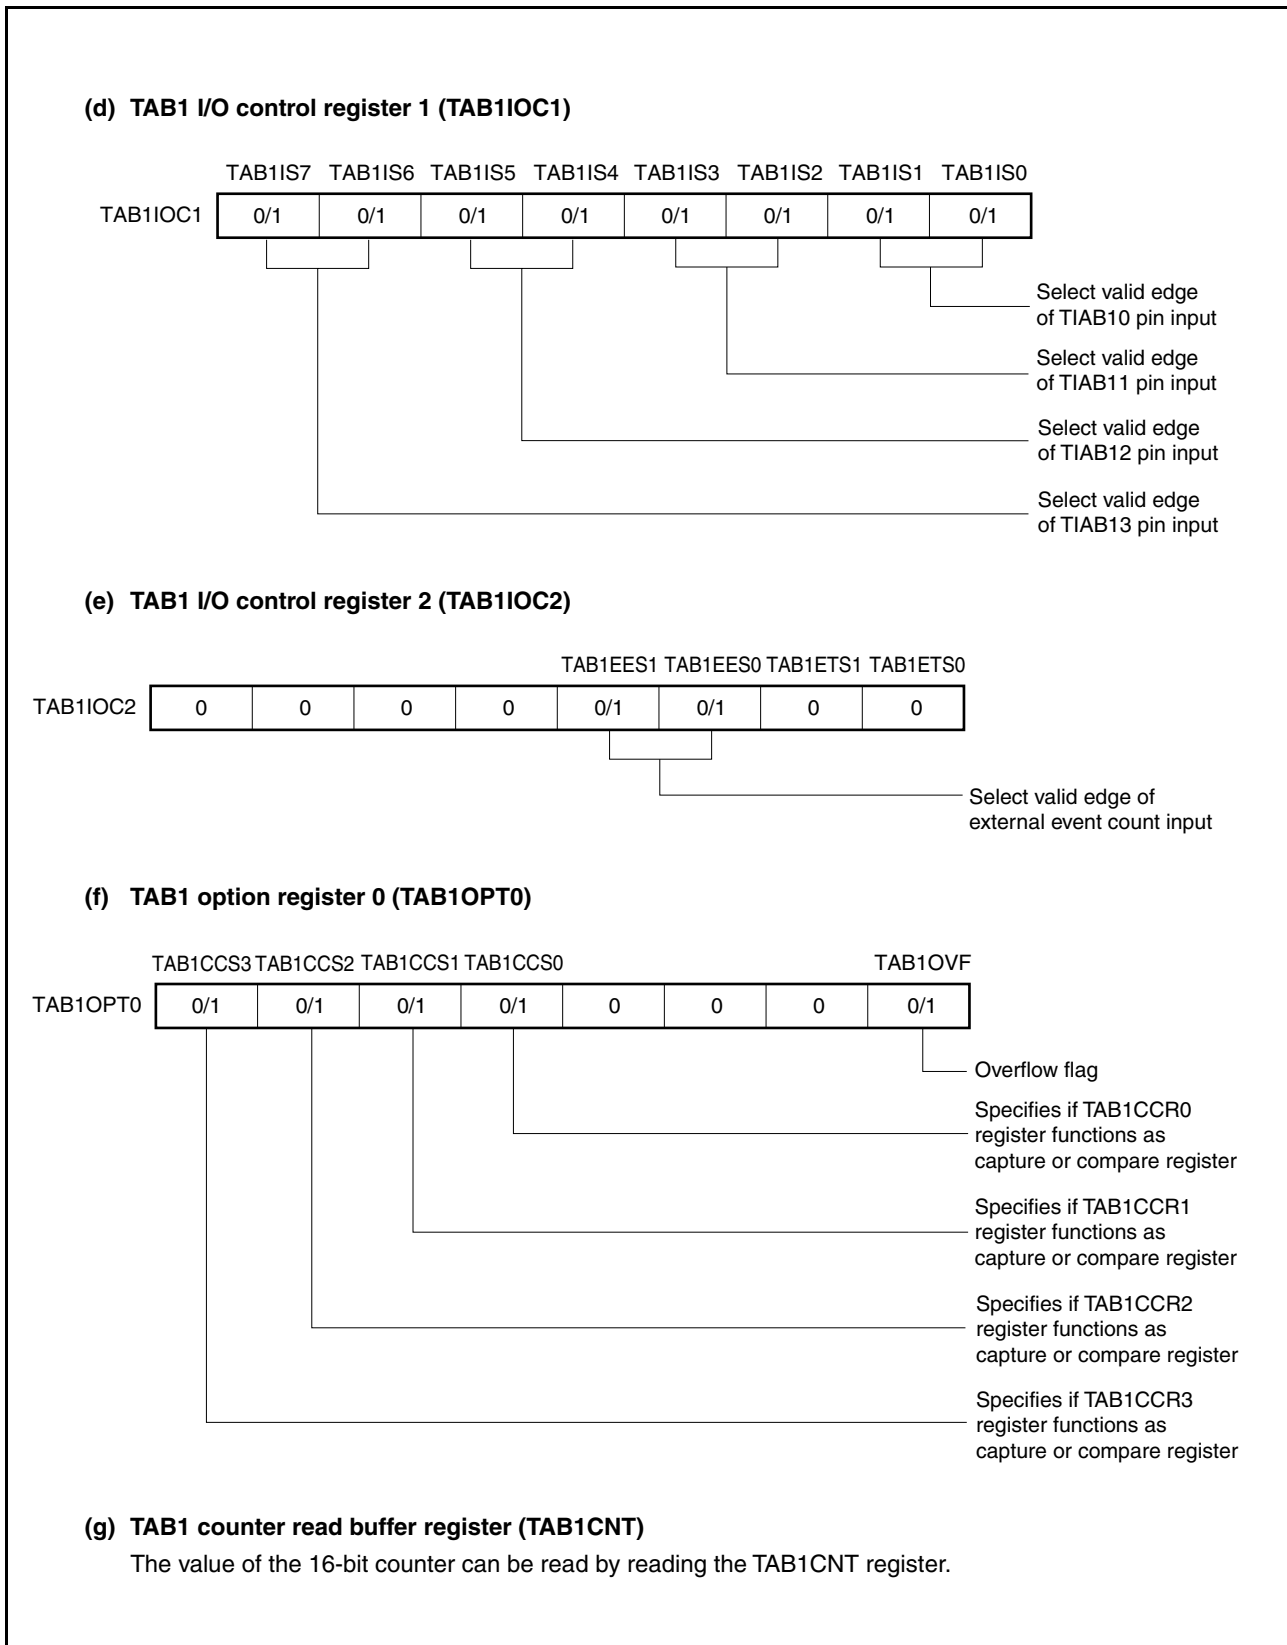 (d) TAB1 I/O control register 1 (TAB1IOC1)
TAB1IS7 TAB1IS6 TAB1IS5 TAB1IS4 TAB1IS3 TAB1IS2 TAB1IS1 TAB1IS0
TAB1IOC1 0/1 0/1 0/1 0/1 0/1 0/1 0/1 0/1
Select valid edge
of TIAB10 pin input
Select valid edge
of TIAB11 pin input
Select valid edge
of TIAB12 pin input
Select valid edge
of TIAB13 pin input
(e) TAB1 I/O control register 2 (TAB1IOC2)
TAB1EES1 TAB1EES0 TAB1ETS1 TAB1ETS0
TAB1IOC2 0 0 0 0 0/1 0/1 0 0
Select valid edge of
external event count input
(f) TAB1 option register 0 (TAB1OPT0)
TAB1CCS3 TAB1CCS2 TAB1CCS1 TAB1CCS0 TAB1OVF
TAB1OPT0 0/1 0/1 0/1 0/1 0 0 0 0/1
Overflow flag
Specifies if TAB1CCR0
register functions as
capture or compare register
Specifies if TAB1CCR1
register functions as
capture or compare register
Specifies if TAB1CCR2
register functions as
capture or compare register
Specifies if TAB1CCR3
register functions as
capture or compare register
(g) TAB1 counter read buffer register (TAB1CNT)
The value of the 16-bit counter can be read by reading the TAB1CNT register.